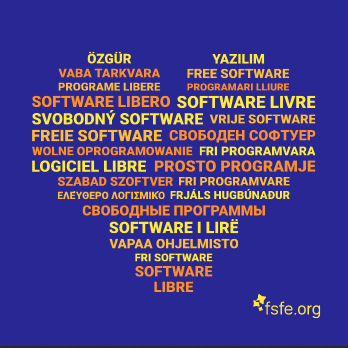 ÖZGÜR YAZILIM
VABA TARKVARA FREE SOFTWARE
PROGRAME LIBERE PROGRAMARI LLIURE
SOFTWARE LIBERO SOFTWARE LIVRE
SVOBODNÝ SOFTWARE VRIJE SOFTWARE
FREIE SOFTWARE СВОБОДЕН СОФТУЕР
WOLNE OPROGRAMOWANIE FRI PROGRAMVARA
LOGICIEL LIBRE PROSTO PROGRAMJE
SZABAD SZOFTVER FRI PROGRAMVARE
ΕΛΕΎΘΕΡΟ ΛΟΓΙΣΜΙΚΌ FRJÁLS HUGBÚNAÐUR
СВОБОДНЫЕ ПРОГРАММЫ
SOFTWARE I LIRË
VAPAA OHJELMISTO
FRI SOFTWARE
SOFTWARE
LIBRE
fsfe.org